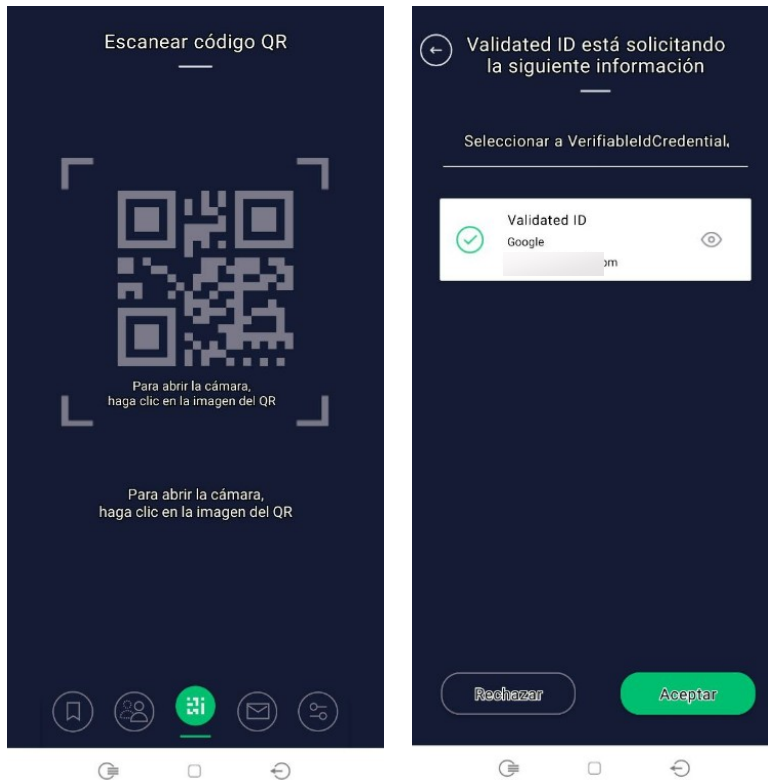 Escanear código QR
Para abrir la cámara,
haga clic en la imagen del QR
Para abrir la cámara,
haga clic en la imagen del QR
Validated ID está solicitando
la siguiente información
Seleccionar a VerifiableIdCredential,
Validated ID
Google
om
Rechazar
Aceptar